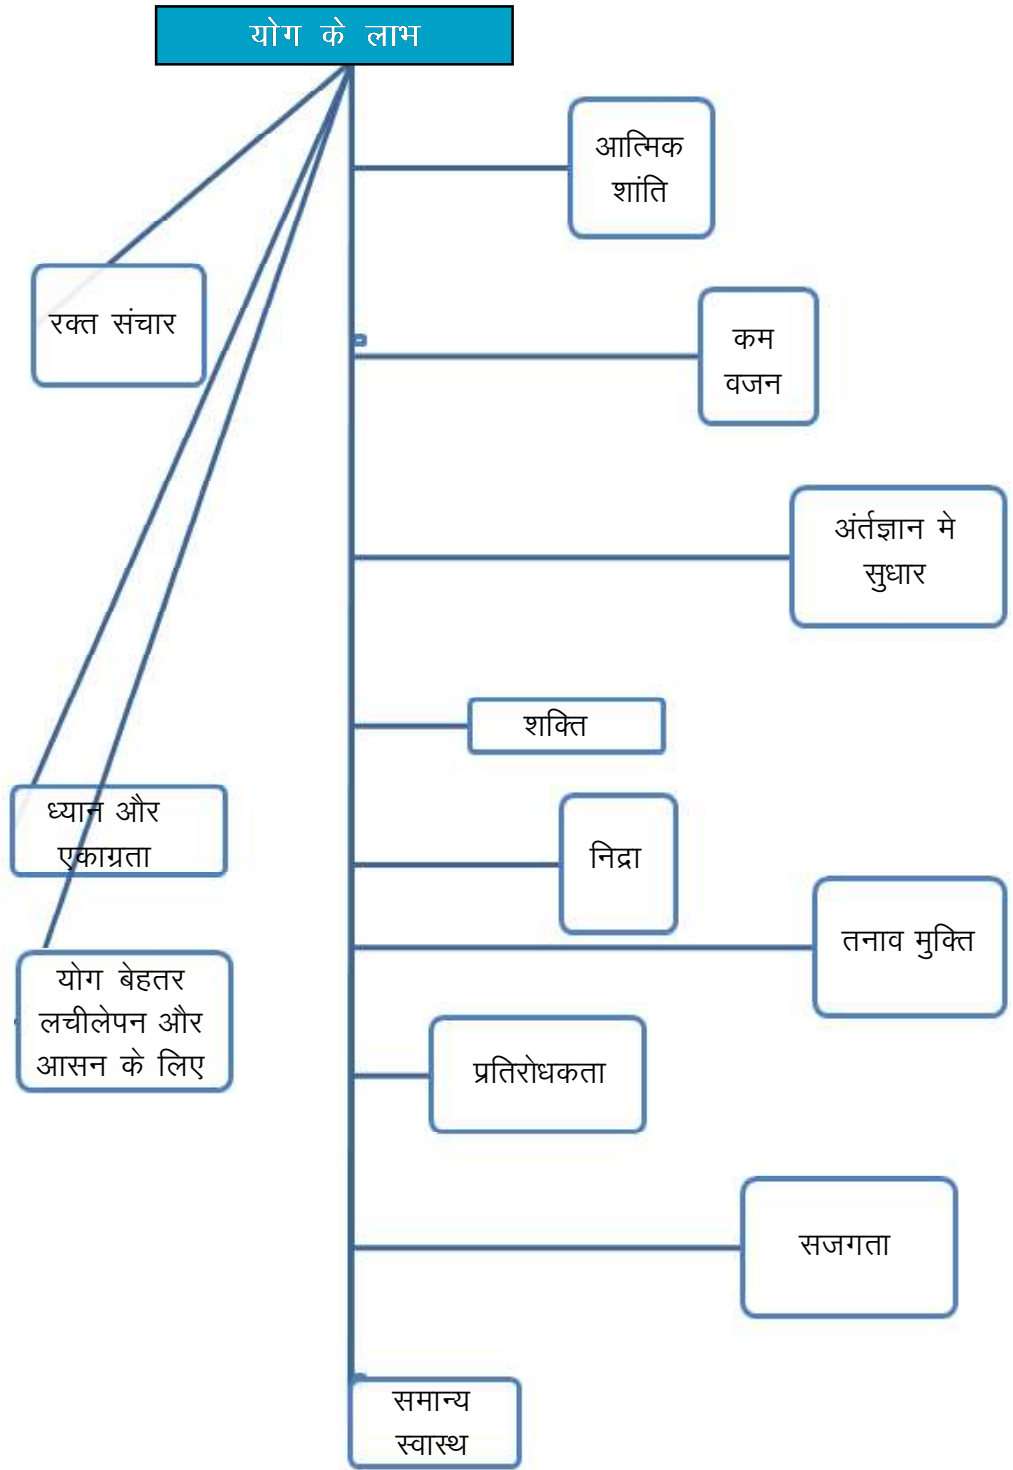 योग के लाभ
आत्मिक
शांति
रक्त संचार
कम
वजन
अंर्तज्ञान मे
सुधार
शक्ति
ध्यान और
एकाग्रता
निद्रा
तनाव मुक्ति
योग बेहतर
लचीलेपन और
आसन के लिए
प्रतिरोधकता
सजगता
समान्य
स्वास्थ